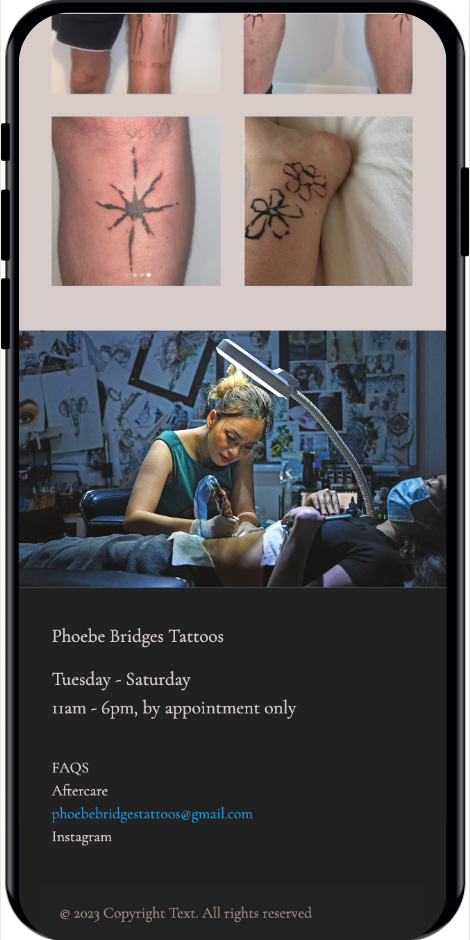 Phoebe Bridges Tattoos
Tuesday - Saturday
11am - 6pm, by appointment only
FAQS
Aftercare
phoebebridgestattoos@gmail.com
Instagram
© 2023 Copyright Text. All rights reserved